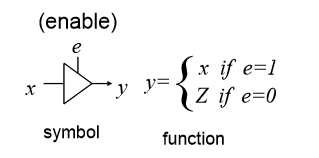 (enable)
e
x y y= { x if e=1
Z if e=0
symbol function